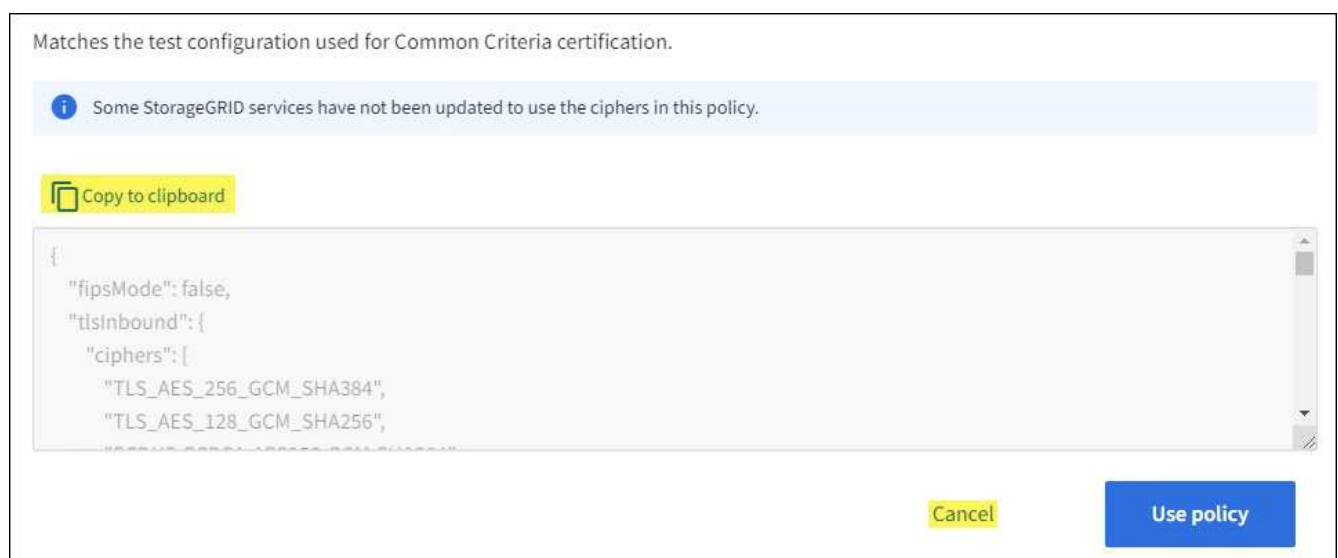 Matches the test configuration used for Common Criteria certification.
Some StorageGRID services have not been updated to use the ciphers in this policy.
Copy to clipboard
{
"fipsMode": false,
"tlsInbound": {
"ciphers": [
"TLS_AES_256_GCM_SHA384",
"TLS_AES_128_GCM_SHA256",
Cancel
Use policy